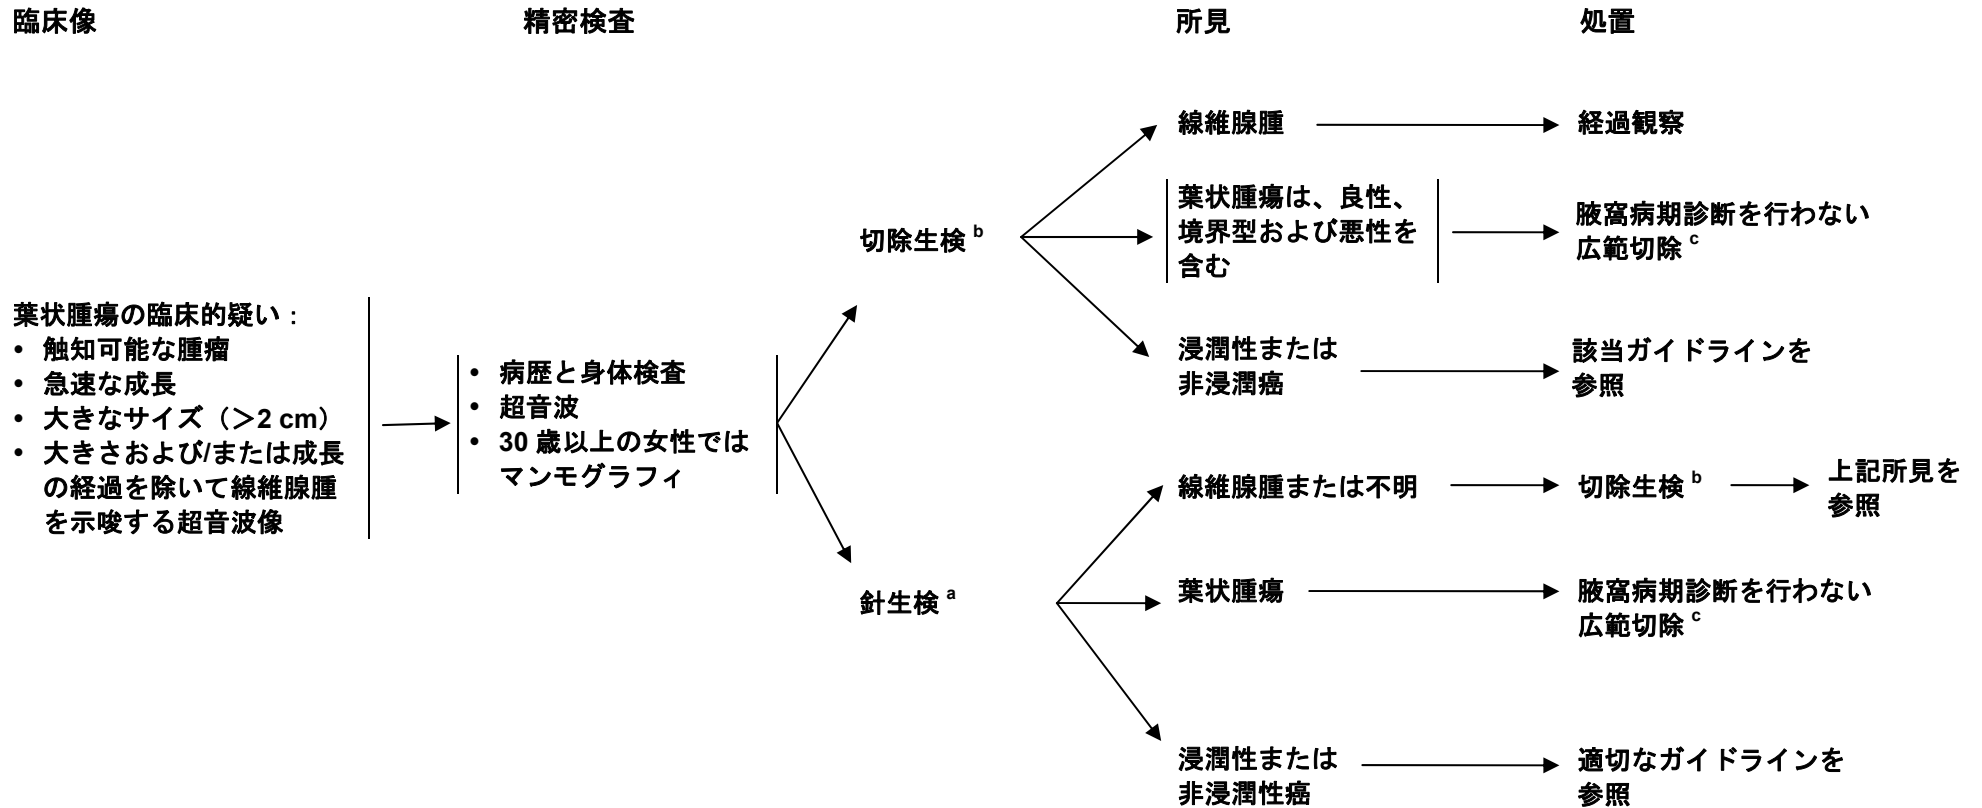 臨床像
精密検査
所見
処置
葉状腫瘍の臨床的疑い：
• 触知可能な腫瘤
• 急速な成長
• 大きなサイズ（＞2 cm）
• 大きさおよび/または成長
の経過を除いて線維腺腫
を示唆する超音波像
• 病歴と身体検査
• 超音波
• 30 歳以上の女性では
マンモグラフィ
切除生検 b
線維腺腫
経過観察
葉状腫瘍は、良性、
境界型および悪性を
含む
腋窩病期診断を行わない
広範切除 c
浸潤性または
非浸潤癌
該当ガイドラインを
参照
針生検 a
線維腺腫または不明
切除生検 b
上記所見を
参照
葉状腫瘍
腋窩病期診断を行わない
広範切除 c
浸潤性または
非浸潤性癌
適切なガイドラインを
参照